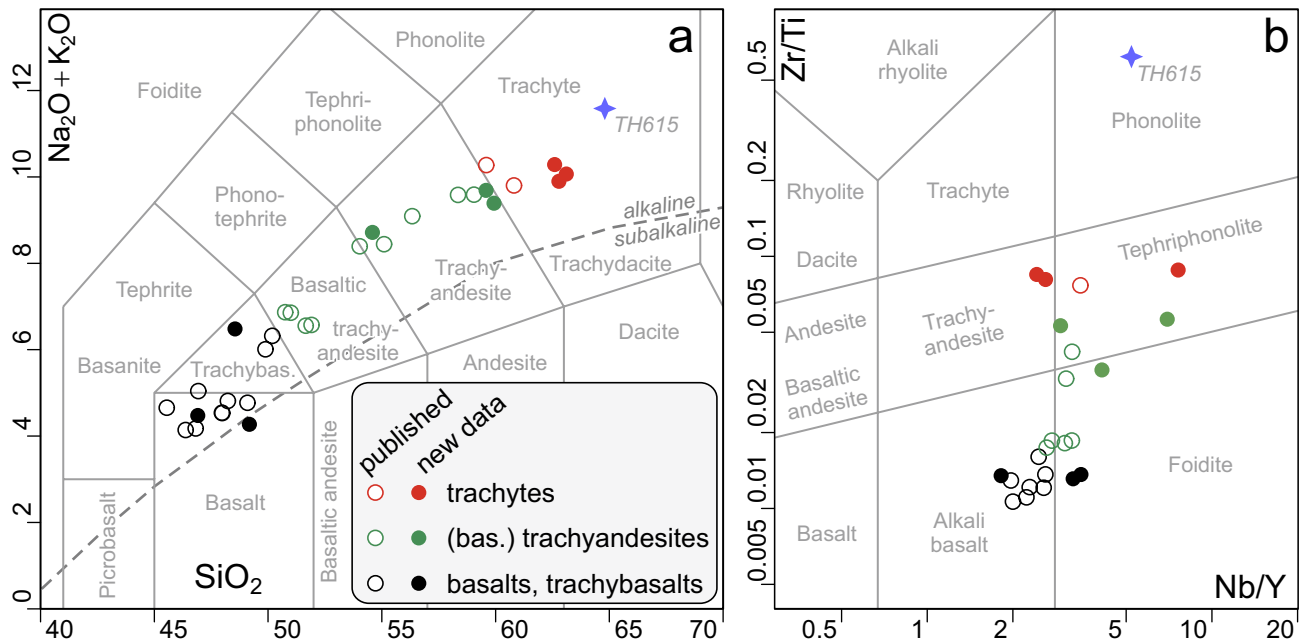 a
Na₂O + K₂O
Phonolite
Trachyte
Foidite
Tephri-
phonolite
TH615
Phono-
tephrite
alkaline
subalkaline
Basaltic
Trachy-
andesite
Trachydacite
Tephrite
trachy-
andesite
Basanite
Trachybas.
Andesite
Dacite
Picrobasalt
Basalt
Basaltic andesite
SiO₂
published
new data
trachytes
(bas.) trachyandesites
basalts, trachybasalts
0
2
4
6
8
10
12
40
45
50
55
60
65
70
b
Zr/Ti
Alkali
rhyolite
TH615
Phonolite
Rhyolite
Trachyte
Dacite
Tephriphonolite
Andesite
Trachy-
andesite
Basaltic
andesite
Foidite
Basalt
Alkali
basalt
Nb/Y
0.5
0.2
0.1
0.05
0.02
0.01
0.005
0.5
1
2
5
10
20